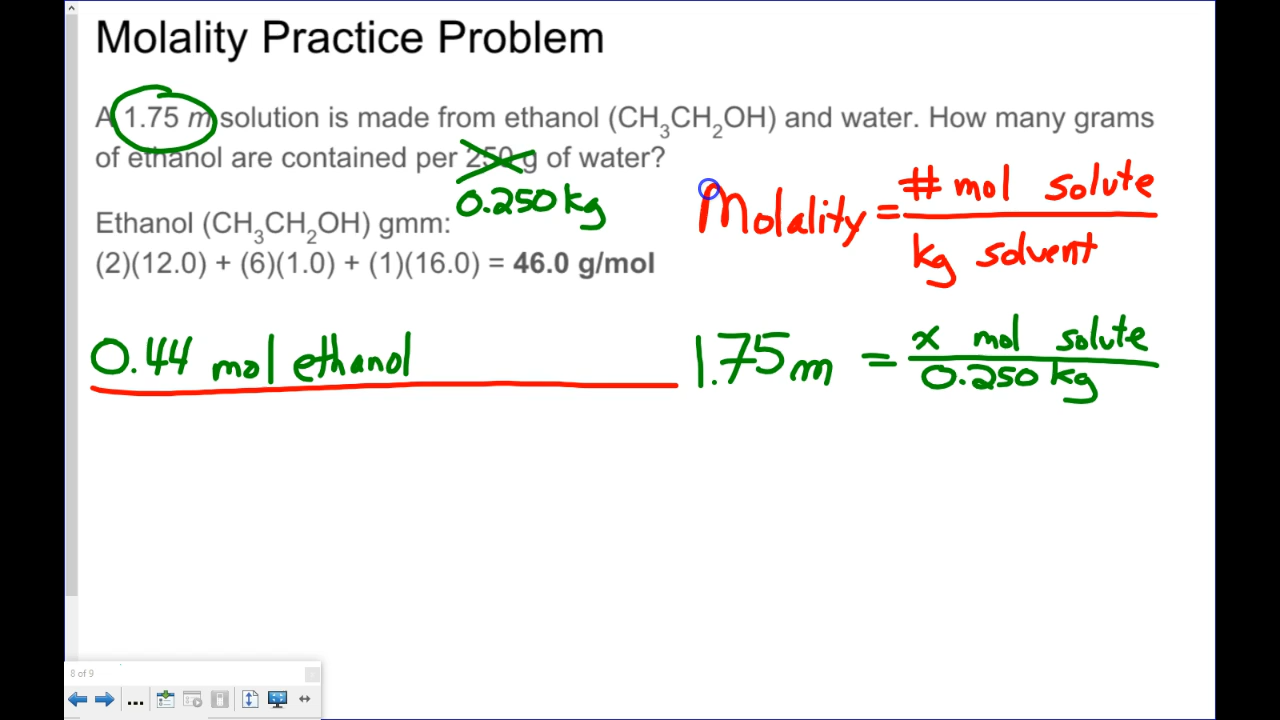 Molality Practice Problem
A 1.75 m solution is made from ethanol (CH₃CH₂OH) and water. How many grams
of ethanol are contained per 250 g of water?
0.250 kg
Ethanol (CH₃CH₂OH) gmm:
(2)(12.0) + (6)(1.0) + (1)(16.0) = 46.0 g/mol
Molality = # mol solute
kg solvent
0.44 mol ethanol
1.75 m = x mol solute
0.250 kg
8 of 9